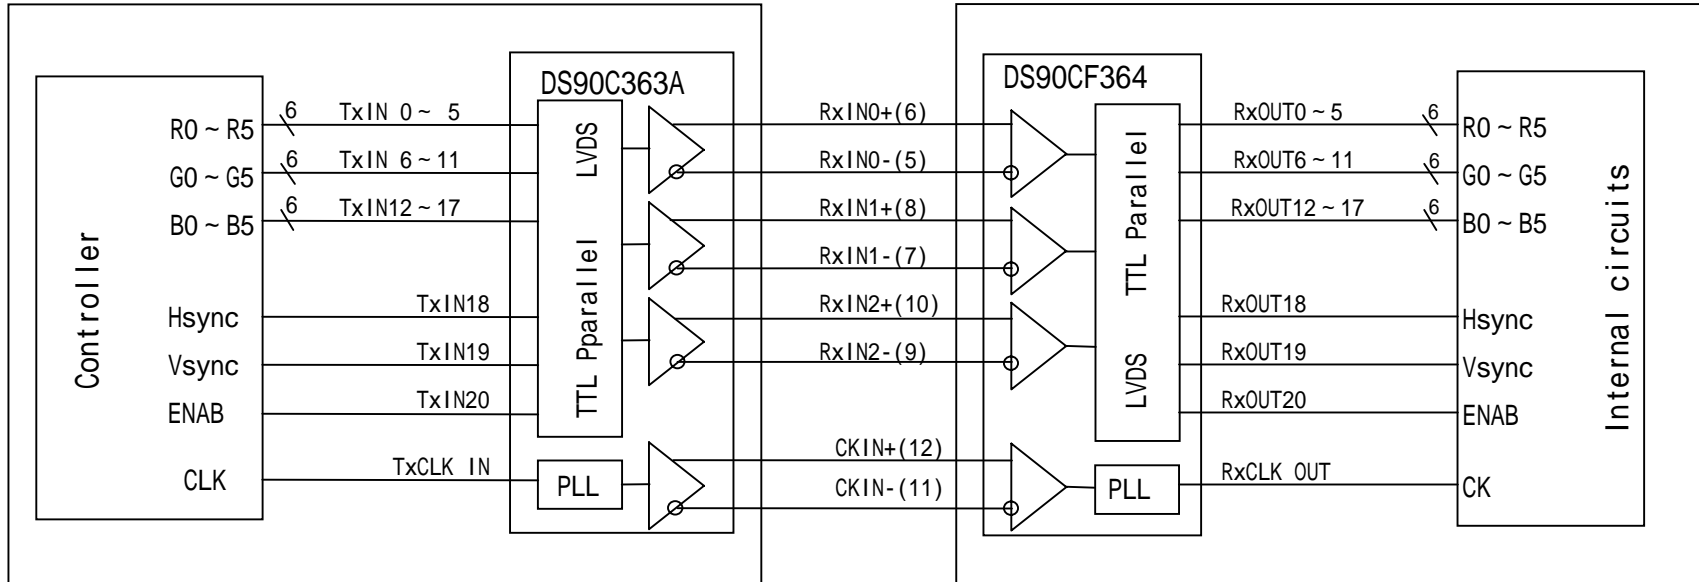 DS90C363A
DS90CF364
Controller
R0 ~ R5
6
TxIN 0 ~ 5
G0 ~ G5
6
TxIN 6 ~ 11
B0 ~ B5
6
TxIN12 ~ 17
Hsync
TxIN18
Vsync
TxIN19
ENAB
TxIN20
CLK
TxCLK IN
TTL Pparallel LVDS
PLL
RxIN0+(6)
RxIN0-(5)
RxIN1+(8)
RxIN1-(7)
RxIN2+(10)
RxIN2-(9)
CKIN+(12)
CKIN-(11)
LVDS TTL Parallel
PLL
RxOUT0 ~ 5
6
R0 ~ R5
RxOUT6 ~ 11
6
G0 ~ G5
RxOUT12 ~ 17
6
B0 ~ B5
RxOUT18
Hsync
RxOUT19
Vsync
RxOUT20
ENAB
RxCLK OUT
CK
Internal circuits